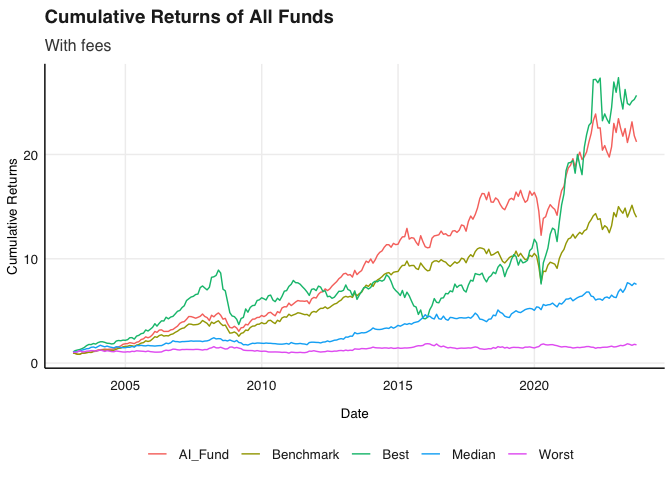 Cumulative Returns of All Funds
With fees
Cumulative Returns
20
10
0
2005 2010 2015 2020
Date
AI_Fund Benchmark Best Median Worst